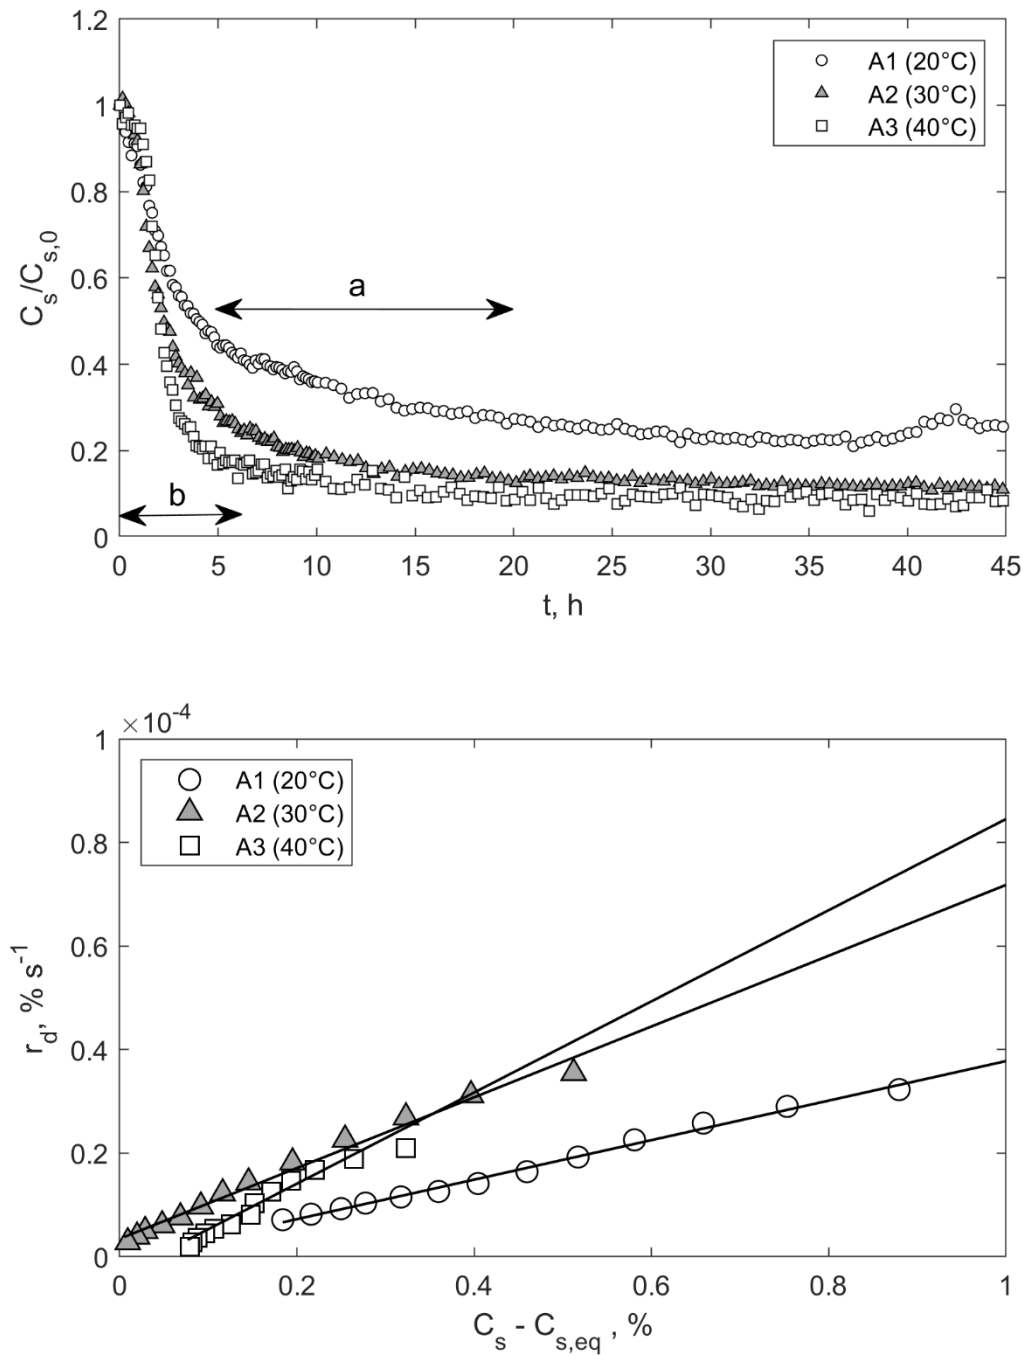 1.2
1
0.8
0.6
0.4
0.2
0
C_s/C_{s,0}
A1 (20°C)
A2 (30°C)
A3 (40°C)
a
b
0 5 10 15 20 25 30 35 40 45
t, h
×10^{-4}
1
0.8
0.6
0.4
0.2
0
r_d, % s^{-1}
A1 (20°C)
A2 (30°C)
A3 (40°C)
0 0.2 0.4 0.6 0.8 1
C_s - C_{s,eq} , %